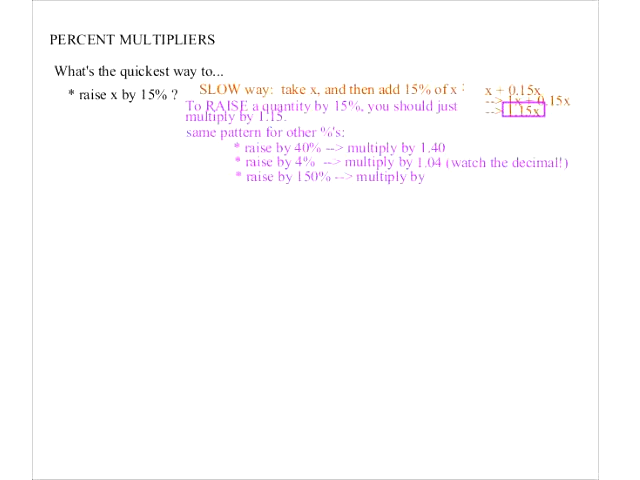 PERCENT MULTIPLIERS
What's the quickest way to...
* raise x by 15% ?
SLOW way: take x, and then add 15% of x :
x + 0.15x
--> 1x + 0.15x
--> 1.15x
To RAISE a quantity by 15%, you should just
multiply by 1.15.
same pattern for other %'s:
* raise by 40% --> multiply by 1.40
* raise by 4% --> multiply by 1.04 (watch the decimal!)
* raise by 150% --> multiply by